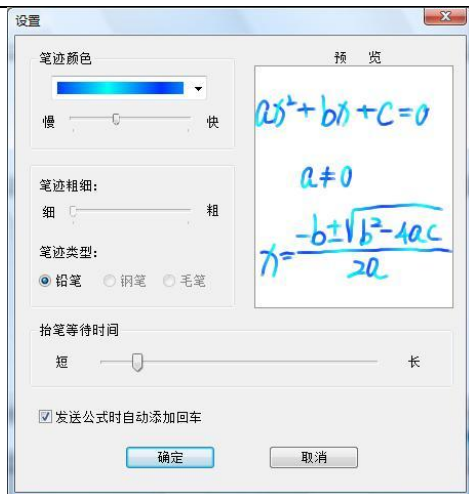 设置
笔迹颜色
慢 快
笔迹粗细:
细 粗
笔迹类型:
铅笔 钢笔 毛笔
预 览
ax²+bx+c=0
a≠0
x=(-b±√(b²-4ac))/2a
抬笔等待时间
短 长
发送公式时自动添加回车
确定 取消